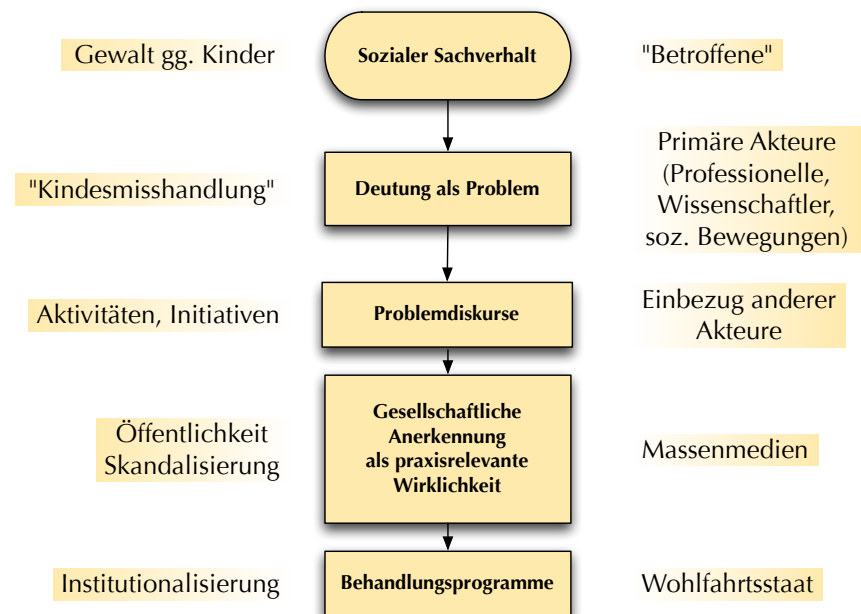 Gewalt gg. Kinder
Sozialer Sachverhalt
"Betroffene"
"Kindesmisshandlung"
Deutung als Problem
Primäre Akteure
(Professionelle,
Wissenschaftler,
soz. Bewegungen)
Aktivitäten, Initiativen
Problemdiskurse
Einbezug anderer
Akteure
Öffentlichkeit
Skandalisierung
Gesellschaftliche
Anerkennung
als praxisrelevante
Wirklichkeit
Massenmedien
Institutionalisierung
Behandlungsprogramme
Wohlfahrtsstaat